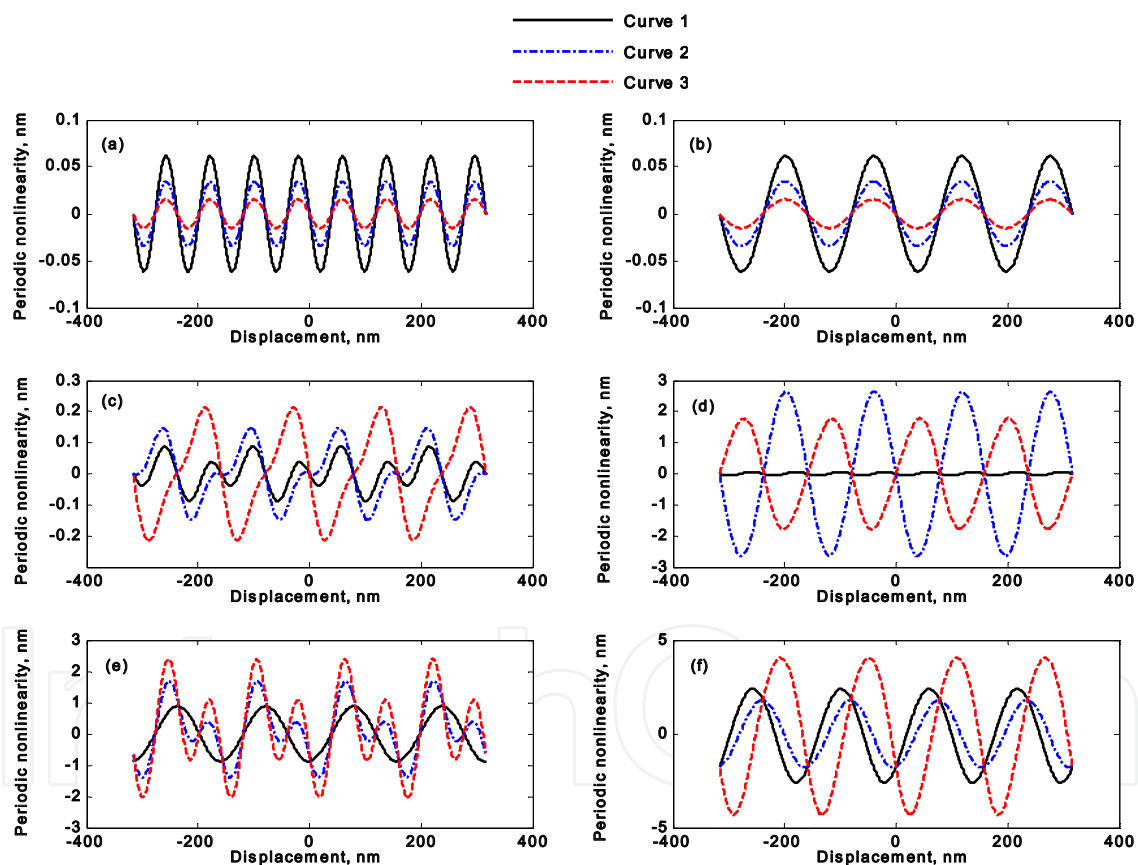 Curve 1
Curve 2
Curve 3
Periodic nonlinearity, nm
0.1
0.05
0
-0.05
-0.1
(a)
-400 -200 0 200 400
Displacement, nm
Periodic nonlinearity, nm
0.1
0.05
0
-0.05
-0.1
(b)
-400 -200 0 200 400
Displacement, nm
Periodic nonlinearity, nm
0.3
0.2
0.1
0
-0.1
-0.2
(c)
-400 -200 0 200 400
Displacement, nm
Periodic nonlinearity, nm
3
2
1
0
-1
-2
-3
(d)
-400 -200 0 200 400
Displacement, nm
Periodic nonlinearity, nm
3
2
1
0
-1
-2
-3
(e)
-400 -200 0 200 400
Displacement, nm
Periodic nonlinearity, nm
5
0
-5
(f)
-400 -200 0 200 400
Displacement, nm